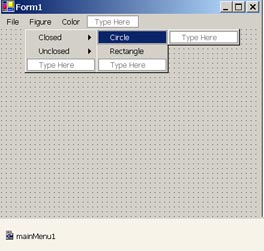 Form1
File Figure Color Type Here
Closed Circle Type Here
Unclosed Rectangle
Type Here Type Here
mainMenu1